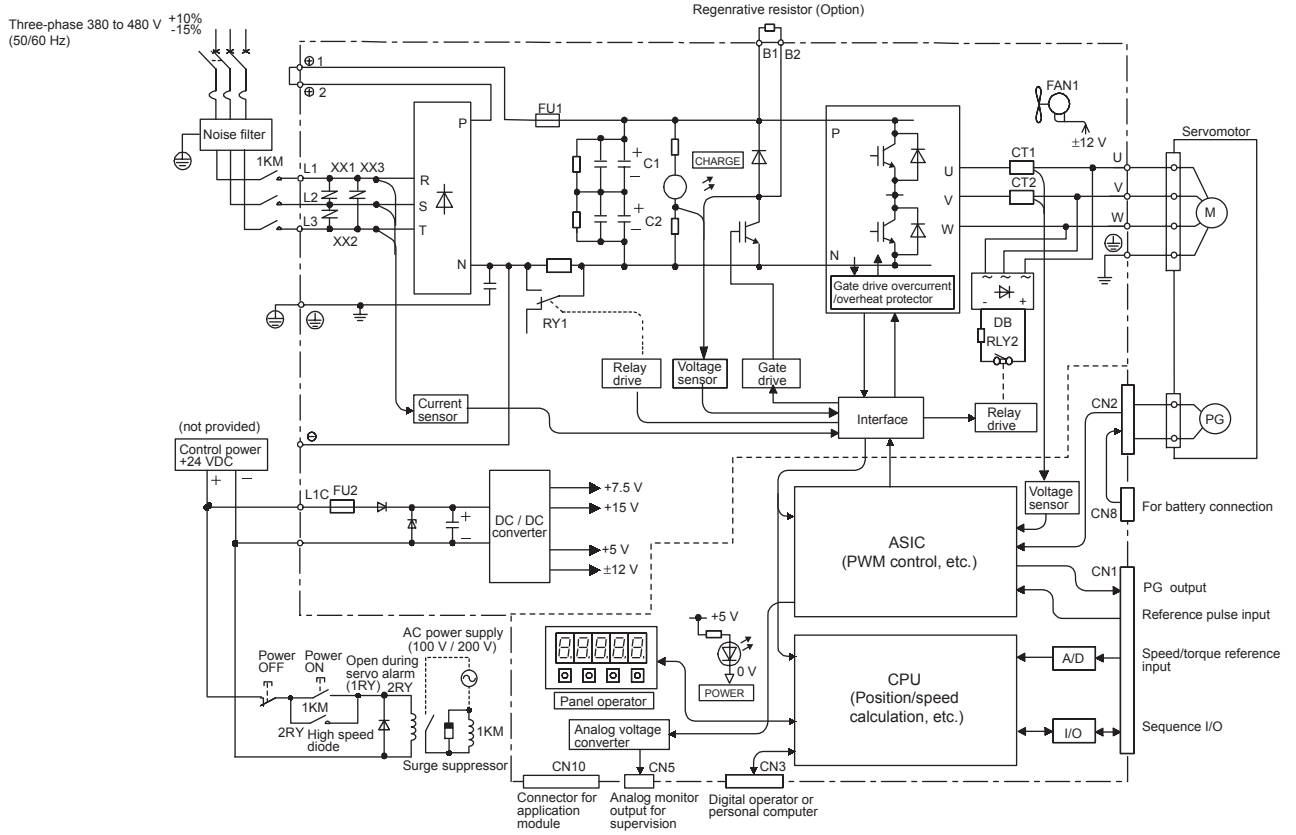 Regenrative resistor (Option)
Three-phase 380 to 480 V +10%
-15%
(50/60 Hz)
B1 B2
⊕ 1
⊕ 2
FU1
FAN1
±12 V
Servomotor
Noise filter
1KM
P
P
CHARGE
C1
C2
+
−
+
−
L1
L2
L3
XX1 XX3
XX2
R
S
T
N
N
U
V
W
CT1
CT2
U
V
W
M
Gate drive overcurrent
/overheat protector
~ ~ ~
- +
DB
RLY2
RY1
Relay
drive
Voltage
sensor
Gate
drive
Interface
Relay
drive
Current
sensor
CN2
PG
(not provided)
Control power
+24 VDC
+ −
⊖
L1C FU2
+
−
DC / DC
converter
+7.5 V
+15 V
+5 V
±12 V
Voltage
sensor
CN8
For battery connection
ASIC
(PWM control, etc.)
CN1
PG output
Reference pulse input
Speed/torque reference
input
A/D
Sequence I/O
I/O
CPU
(Position/speed
calculation, etc.)
+5 V
0 V
POWER
8.8.8.8.8.
Panel operator
Analog voltage
converter
AC power supply
(100 V / 200 V)
Power
OFF
Power
ON
Open during
servo alarm
(1RY)
2RY
1KM
2RY
High speed
diode
1KM
Surge suppressor
CN10
Connector for
application
module
CN5
Analog monitor
output for
supervision
CN3
Digital operator or
personal computer